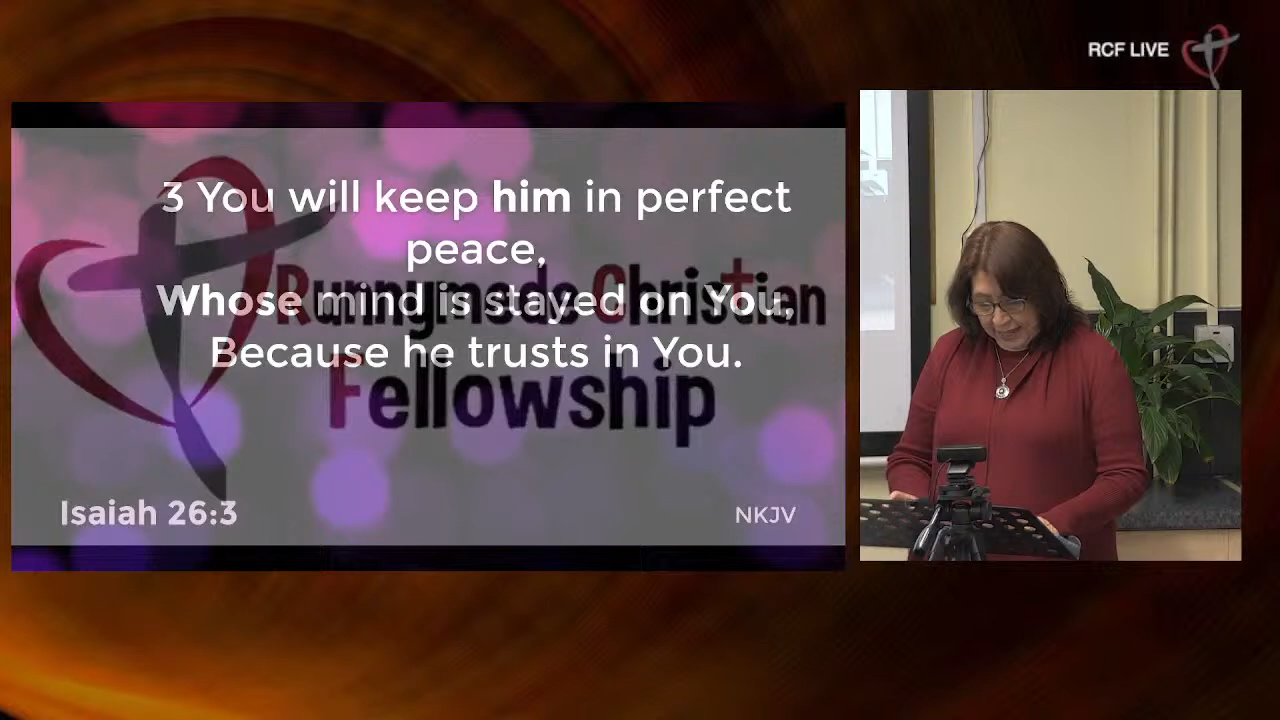 RCF LIVE
3 You will keep him in perfect
peace,
Whose mind is stayed on You,
Because he trusts in You.
Runnymede Christian
Fellowship
Isaiah 26:3
NKJV